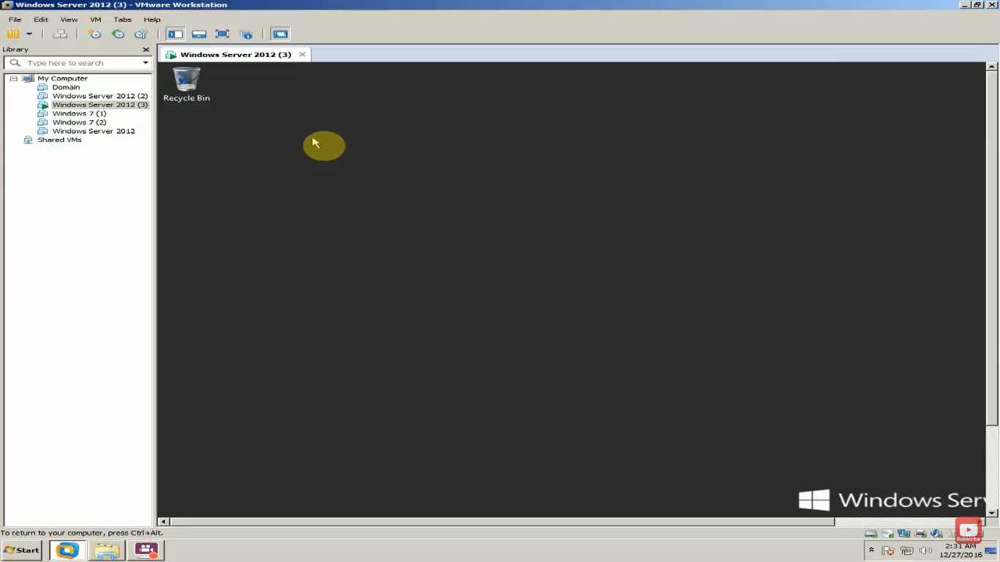 Windows Server 2012 (3) - VMware Workstation
File Edit View VM Tabs Help
Library
Type here to search
My Computer
Domain
Windows Server 2012 (2)
Windows Server 2012 (3)
Windows 7 (1)
Windows 7 (2)
Windows Server 2012
Shared VMs
Windows Server 2012 (3)
Recycle Bin
Windows Ser
To return to your computer, press Ctrl+Alt.
Subscribe
Start
2:31 AM
12/27/2016